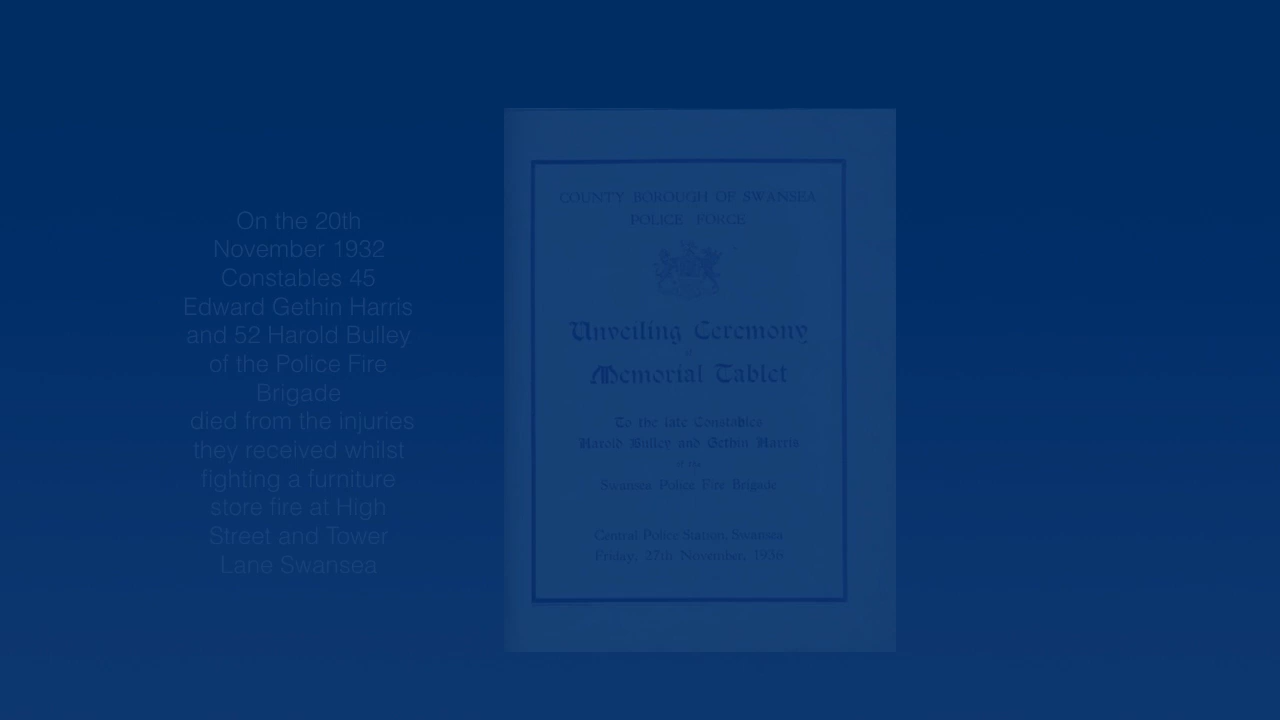 On the 20th
November 1932
Constables 45
Edward Gethin Harris
and 52 Harold Bulley
of the Police Fire
Brigade
died from the injuries
they received whilst
fighting a furniture
store fire at High
Street and Tower
Lane Swansea
COUNTY BOROUGH OF SWANSEA
POLICE FORCE
Unveiling Ceremony
of
Memorial Tablet
To the late Constables
Harold Bulley and Gethin Harris
of the
Swansea Police Fire Brigade
Central Police Station, Swansea
Friday, 27th November, 1936